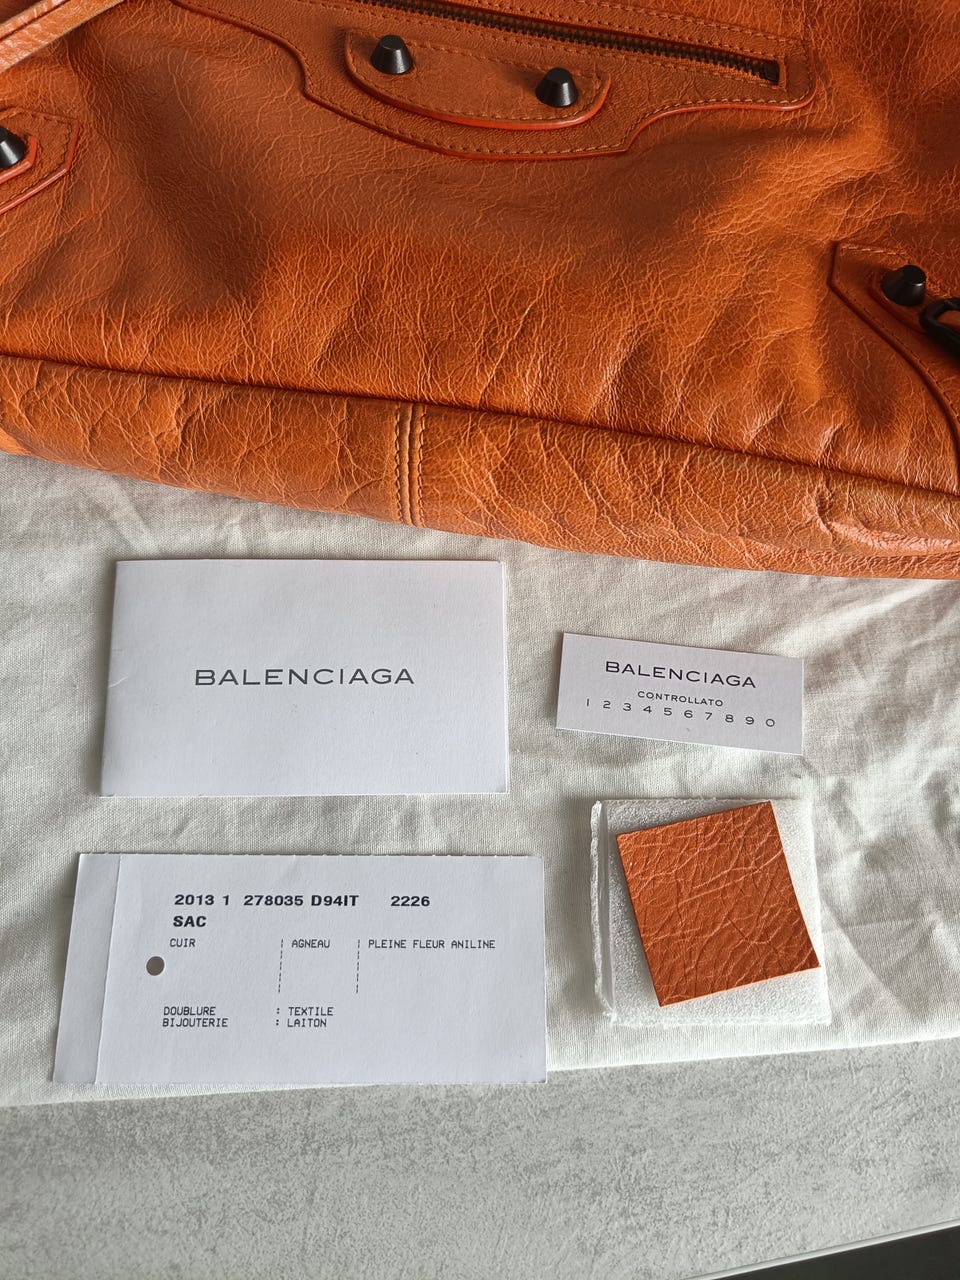 BALENCIAGA
BALENCIAGA
CONTROLLATO
1 2 3 4 5 6 7 8 9 0
2013 1 278035 D94IT 2226
SAC
CUIR ¦ AGNEAU ¦ PLEINE FLEUR ANILINE
DOUBLURE : TEXTILE
BIJOUTERIE : LAITON